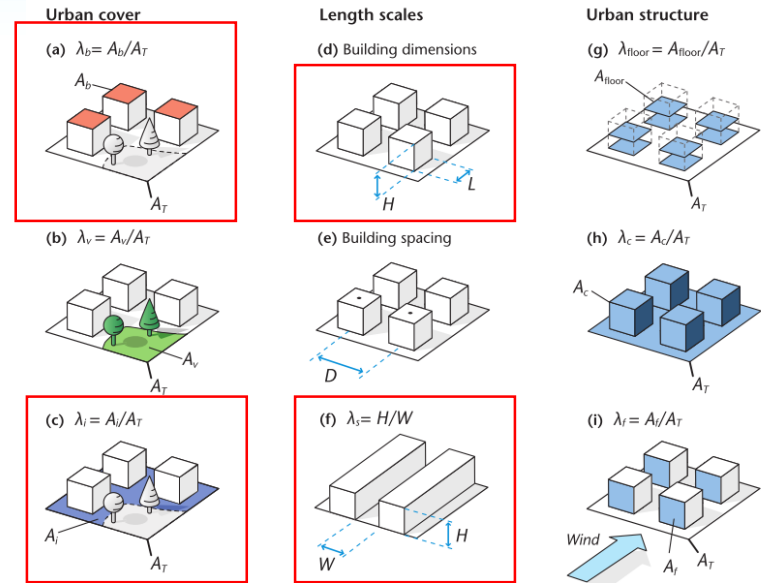 Urban cover
Length scales
Urban structure
(a) λb = Ab/AT
Ab
AT
(d) Building dimensions
H
L
(g) λfloor = Afloor/AT
Afloor
AT
(b) λv = Av/AT
Av
AT
(e) Building spacing
D
(h) λc = Ac/AT
Ac
AT
(c) λi = Ai/AT
Ai
AT
(f) λs = H/W
W
H
(i) λf = Af/AT
Wind
Af
AT